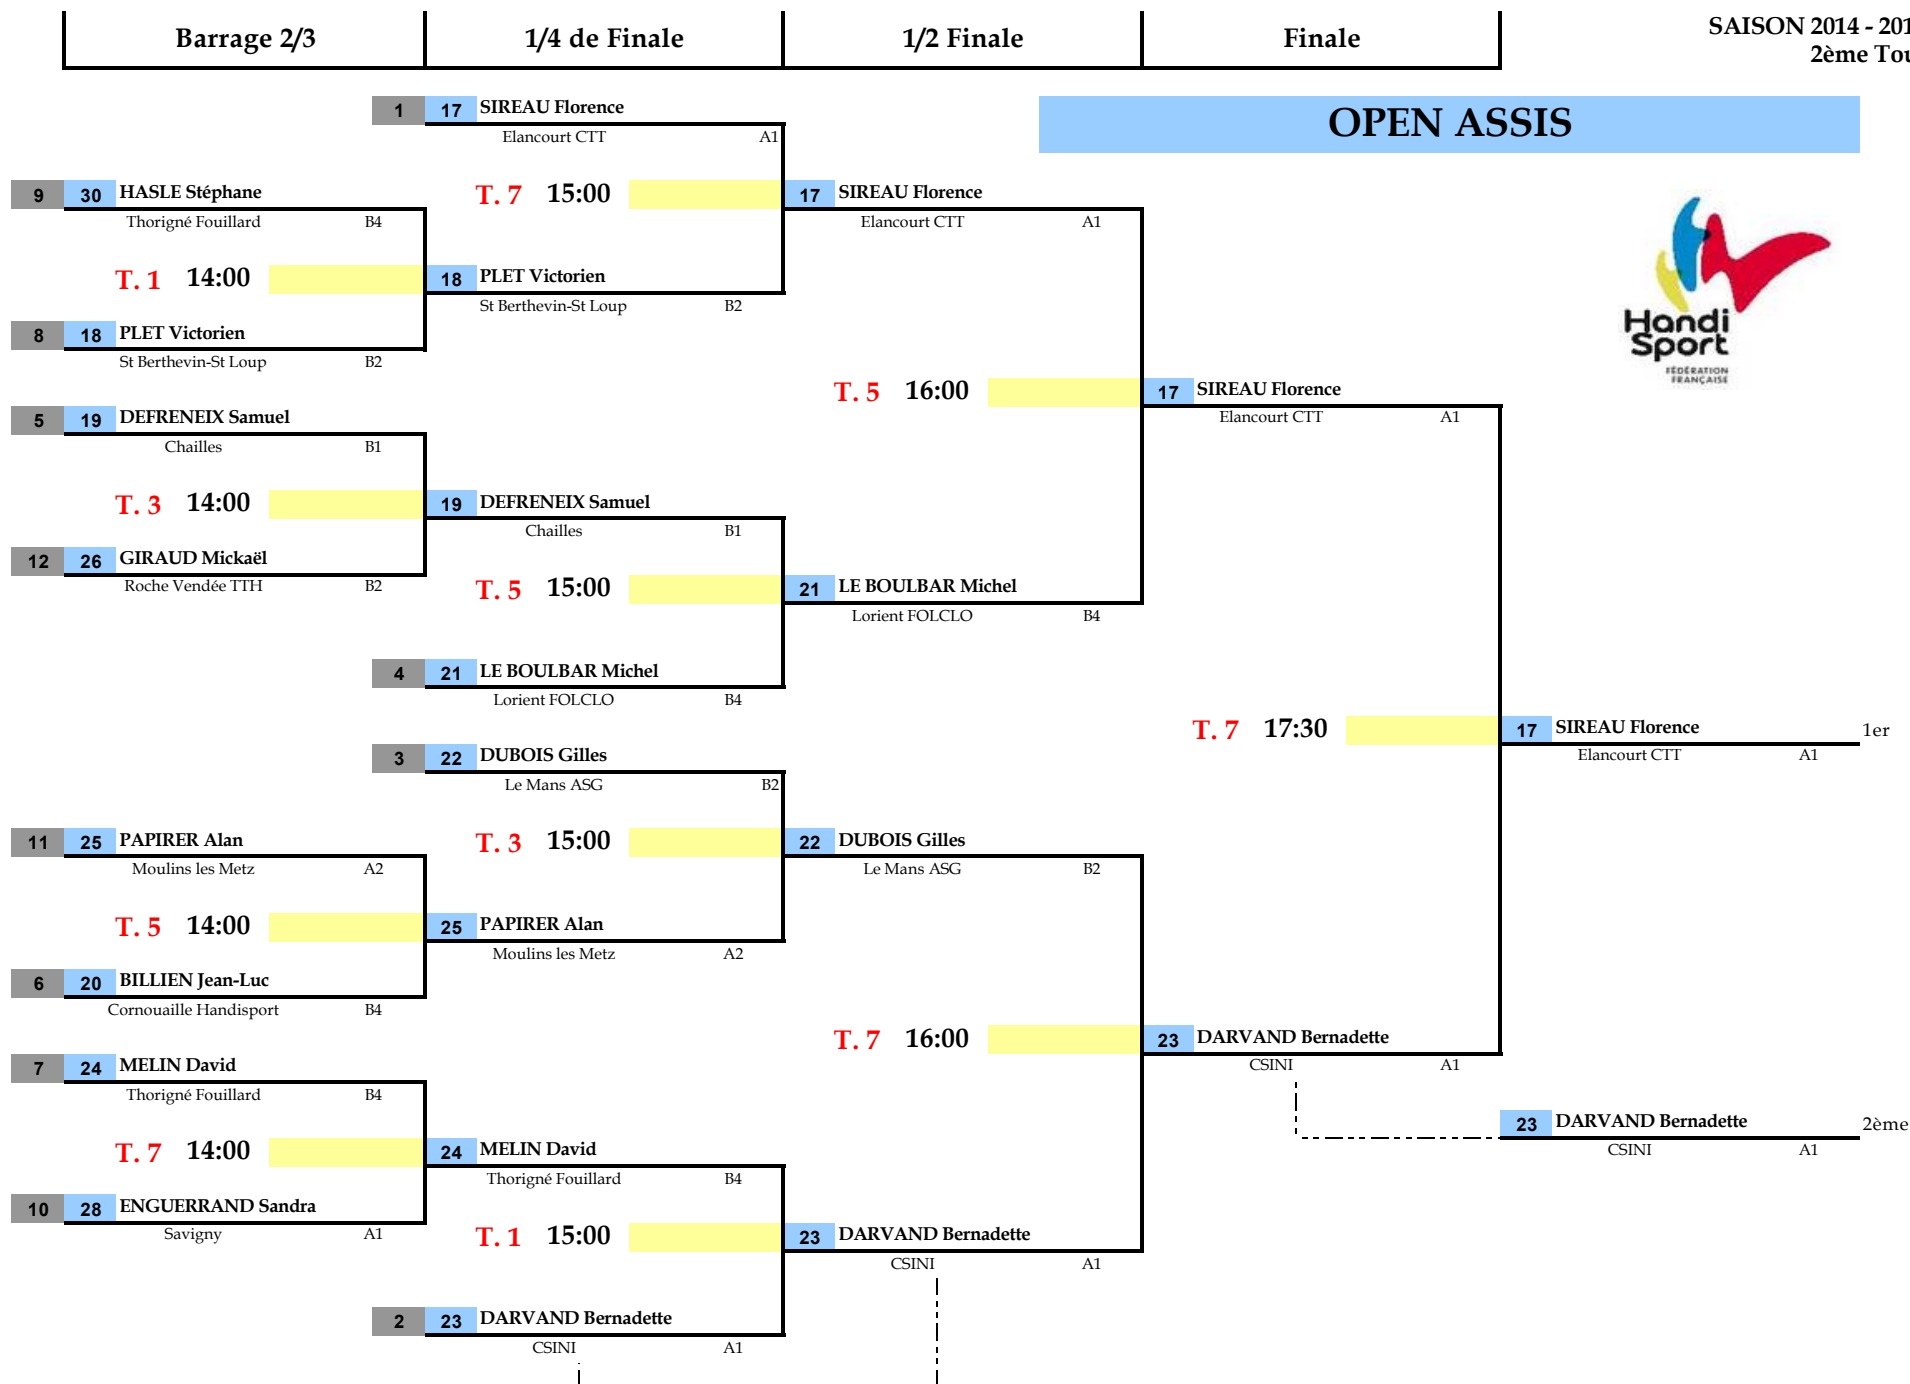 Barrage 2/3
1/4 de Finale
1/2 Finale
Finale
SAISON 2014 - 201
2ème Tou
OPEN ASSIS
1 17 SIREAU Florence
Elancourt CTT A1
9 30 HASLE Stéphane
Thorigné Fouillard B4
T. 7 15:00
17 SIREAU Florence
Elancourt CTT A1
T. 1 14:00
18 PLET Victorien
St Berthevin-St Loup B2
8 18 PLET Victorien
St Berthevin-St Loup B2
Handi
Sport
FÉDÉRATION
FRANÇAISE
T. 5 16:00
17 SIREAU Florence
Elancourt CTT A1
5 19 DEFRENEIX Samuel
Chailles B1
T. 3 14:00
19 DEFRENEIX Samuel
Chailles B1
12 26 GIRAUD Mickaël
Roche Vendée TTH B2
T. 5 15:00
21 LE BOULBAR Michel
Lorient FOLCLO B4
4 21 LE BOULBAR Michel
Lorient FOLCLO B4
T. 7 17:30
17 SIREAU Florence 1er
Elancourt CTT A1
3 22 DUBOIS Gilles
Le Mans ASG B2
11 25 PAPIRER Alan
Moulins les Metz A2
T. 3 15:00
22 DUBOIS Gilles
Le Mans ASG B2
T. 5 14:00
25 PAPIRER Alan
Moulins les Metz A2
6 20 BILLIEN Jean-Luc
Cornouaille Handisport B4
T. 7 16:00
23 DARVAND Bernadette
CSINI A1
7 24 MELIN David
Thorigné Fouillard B4
23 DARVAND Bernadette 2ème
CSINI A1
T. 7 14:00
24 MELIN David
Thorigné Fouillard B4
10 28 ENGUERRAND Sandra
Savigny A1
T. 1 15:00
23 DARVAND Bernadette
CSINI A1
2 23 DARVAND Bernadette
CSINI A1